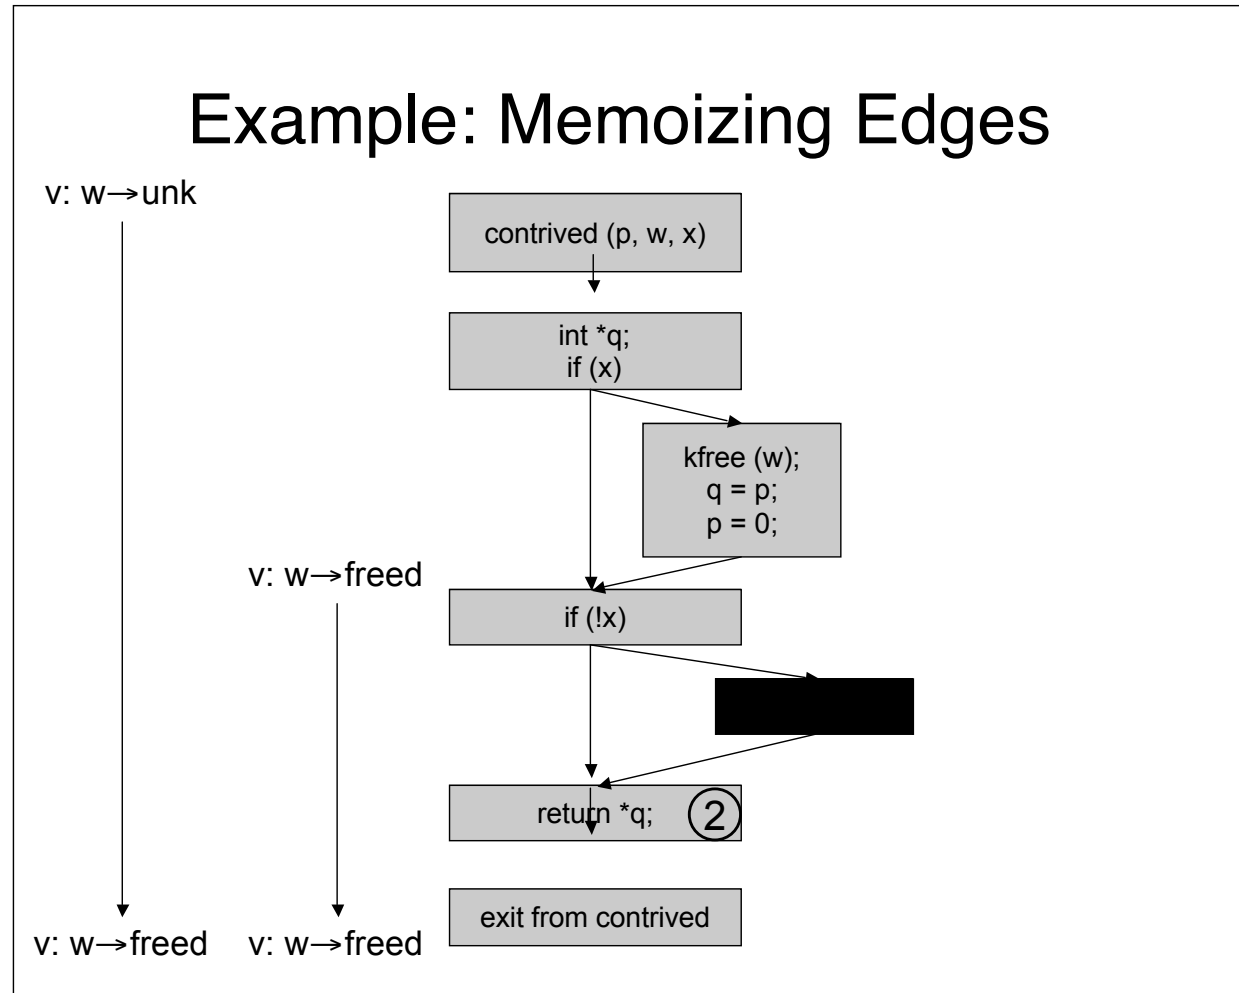 Example: Memoizing Edges
v: w→unk
contrived (p, w, x)
int *q;
if (x)
kfree (w);
q = p;
p = 0;
v: w→freed
if (!x)
return *q;
2
exit from contrived
v: w→freed
v: w→freed